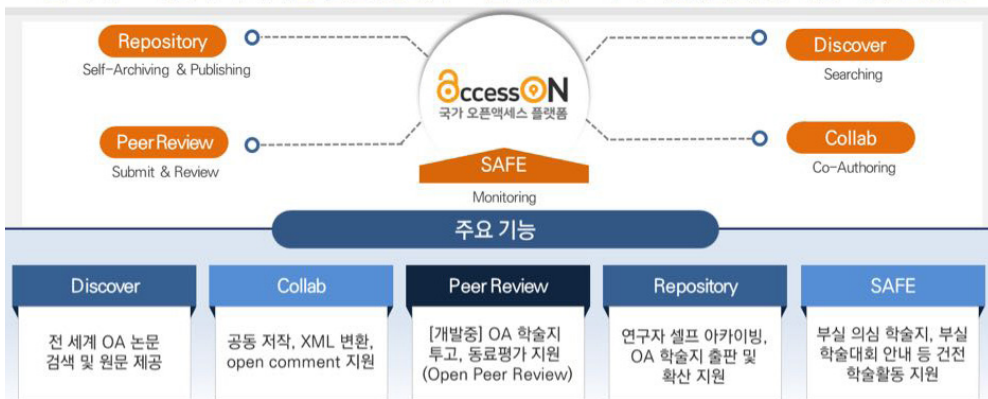 Repository
Self-Archiving & Publishing
Discover
Searching
accessON
국가 오픈액세스 플랫폼
Peer Review
Submit & Review
Collab
Co-Authoring
SAFE
Monitoring
주요 기능
Discover
전 세계 OA 논문
검색 및 원문 제공
Collab
공동 저작, XML 변환,
open comment 지원
Peer Review
[개발중] OA 학술지
투고, 동료평가 지원
(Open Peer Review)
Repository
연구자 셀프 아카이빙,
OA 학술지 출판 및
확산 지원
SAFE
부실 의심 학술지, 부실
학술대회 안내 등 건전
학술활동 지원